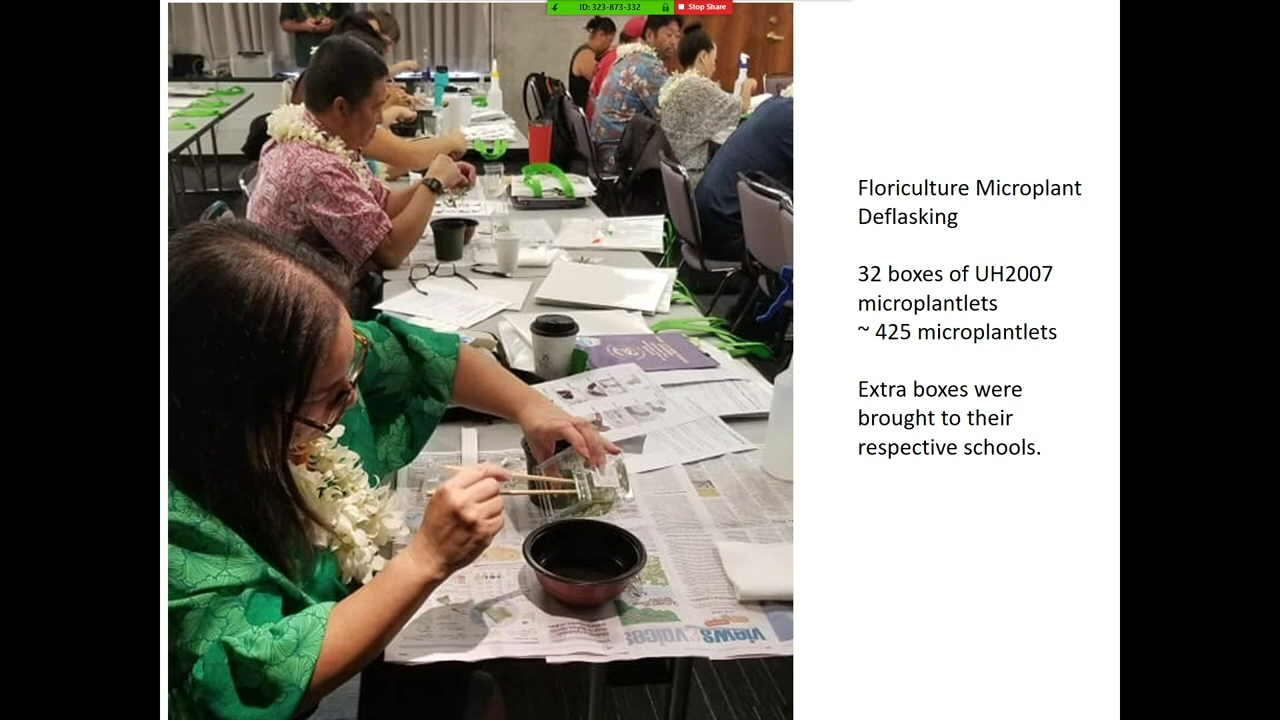 ID: 323-873-332
Stop Share
Floriculture Microplant
Deflasking
32 boxes of UH2007
microplantlets
~ 425 microplantlets
Extra boxes were
brought to their
respective schools.
views & voices